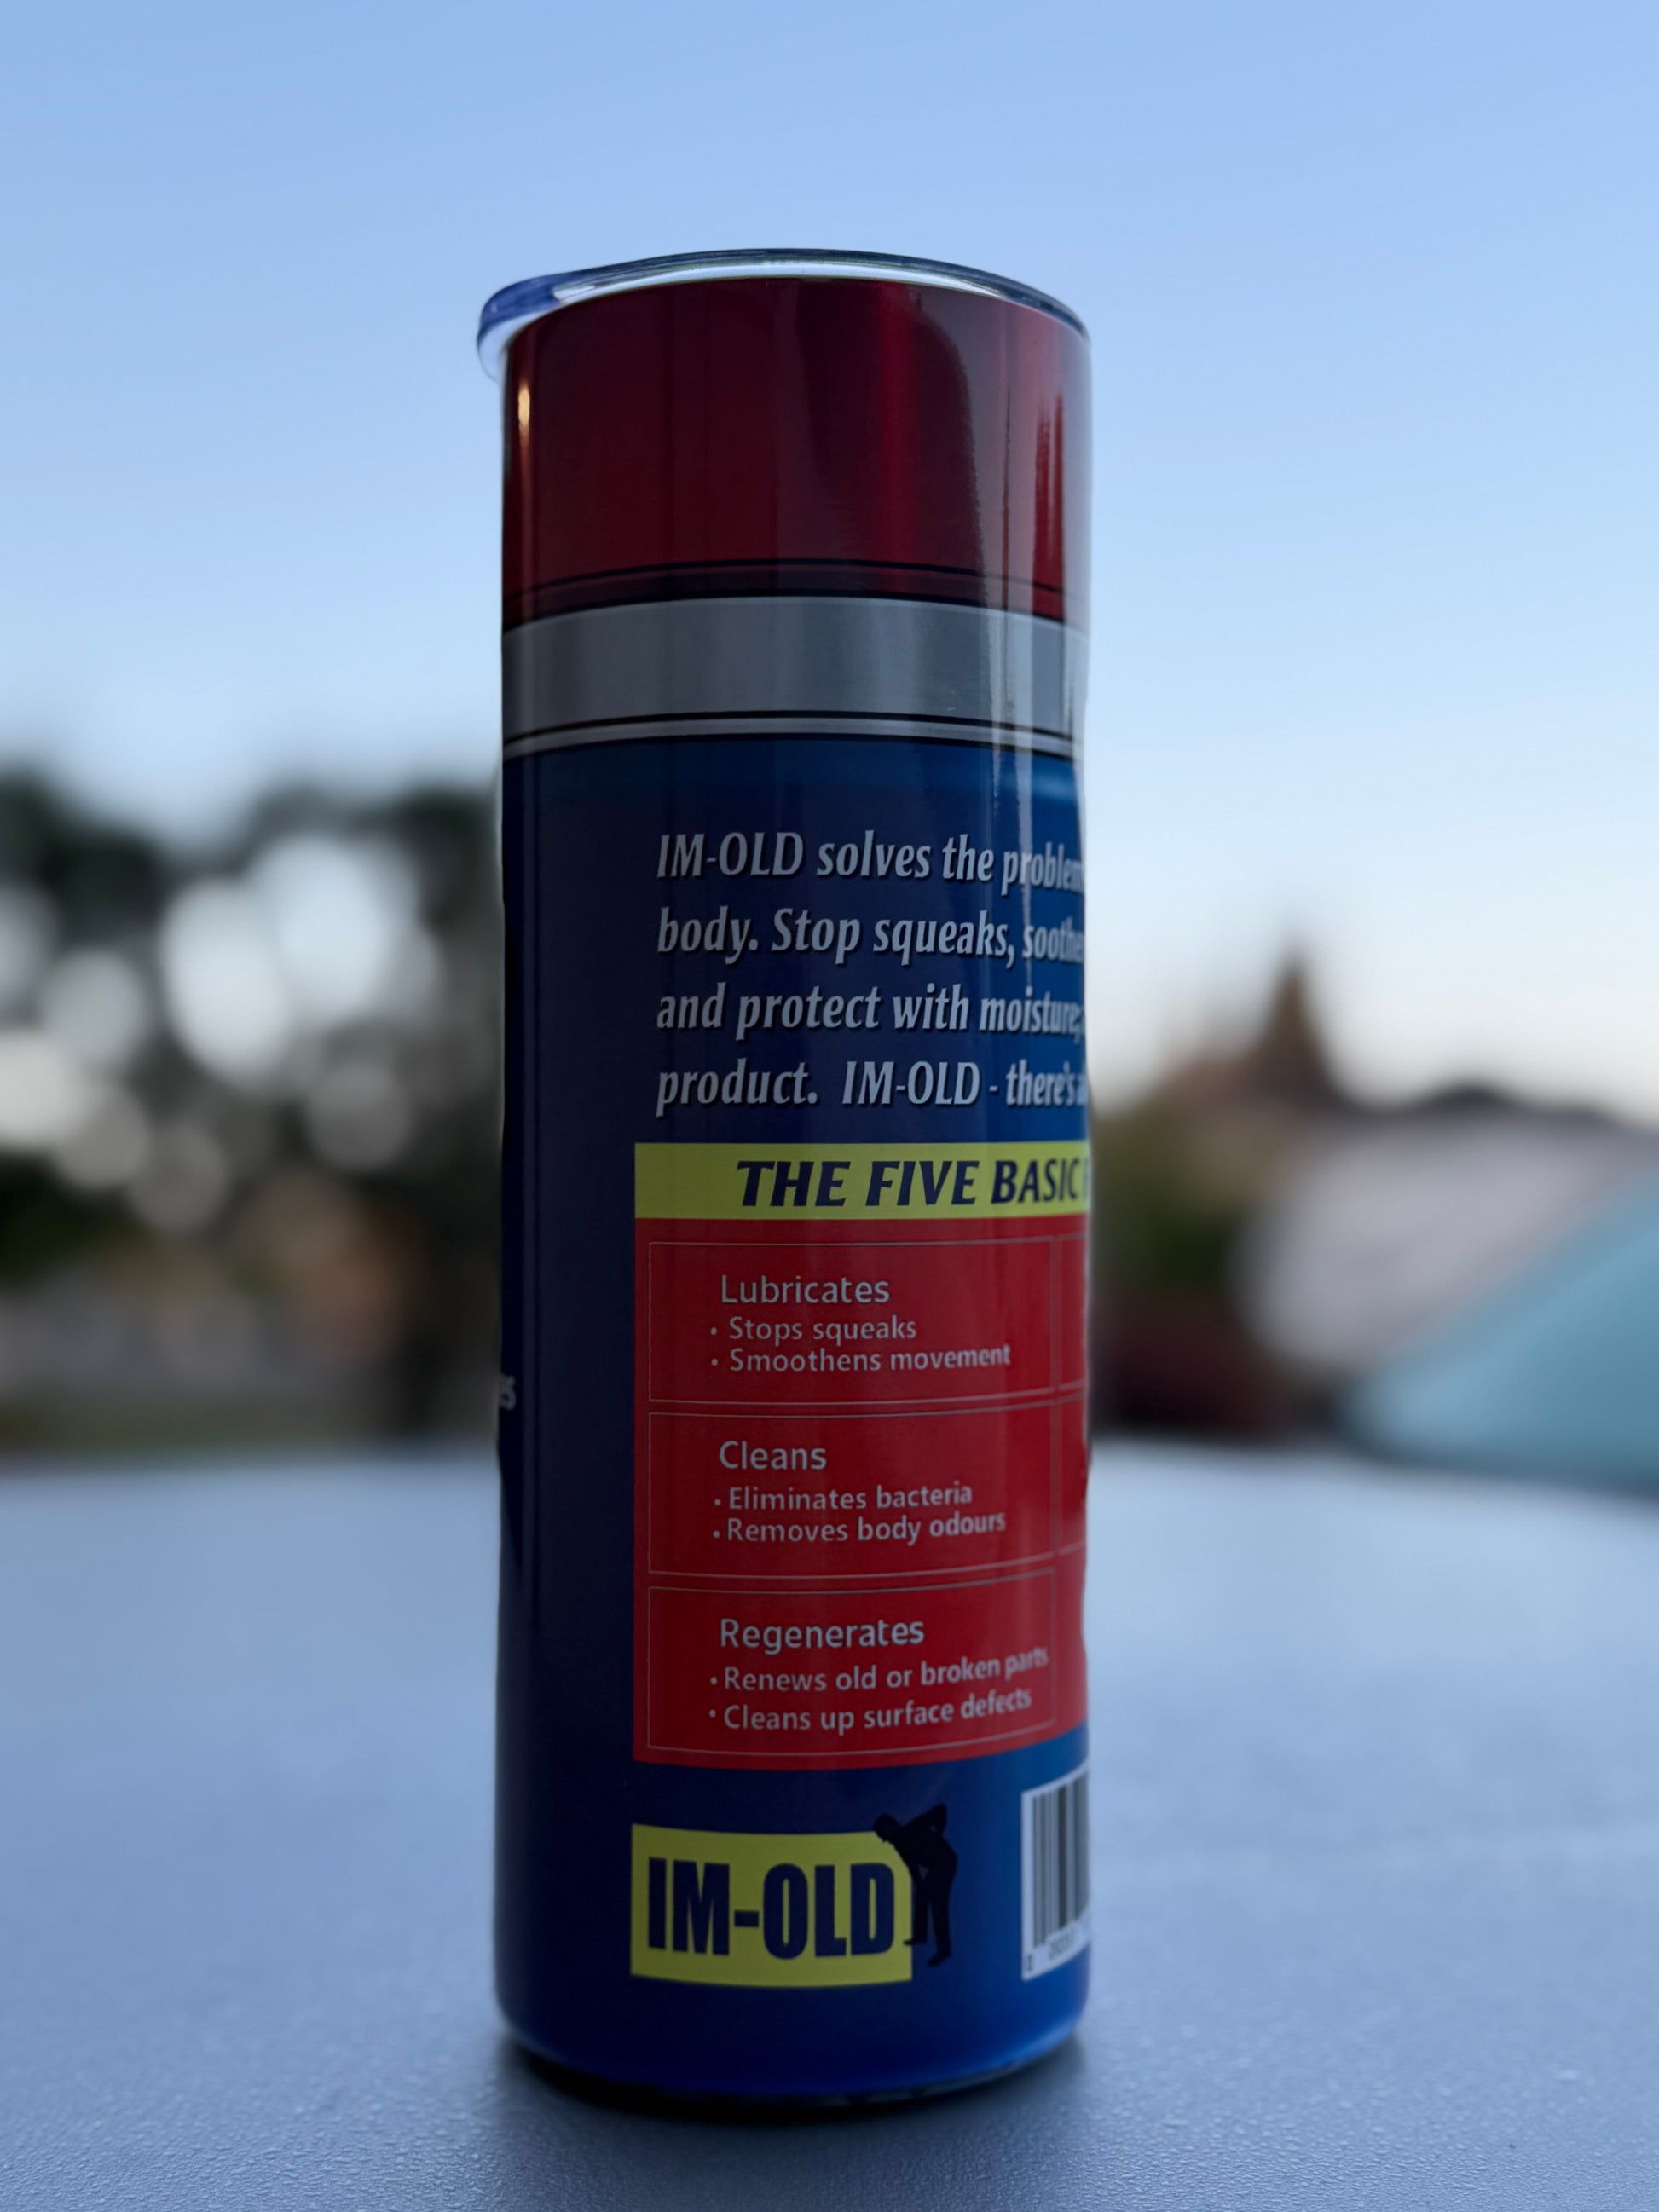 IM-OLD solves the problem
body. Stop squeaks, soothe
and protect with moisture
product. IM-OLD - there's
THE FIVE BASIC
Lubricates
• Stops squeaks
• Smoothens movement
Cleans
• Eliminates bacteria
• Removes body odours
Regenerates
• Renews old or broken parts
• Cleans up surface defects
IM-OLD